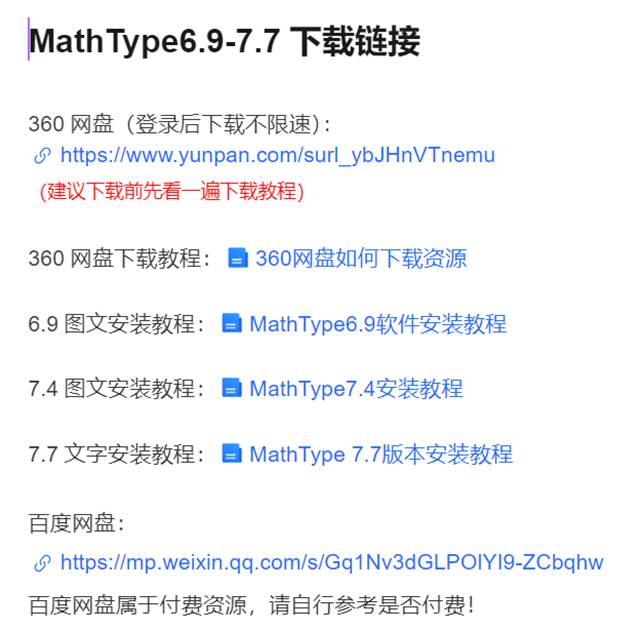 MathType6.9-7.7 下载链接
360 网盘（登录后下载不限速）：
https://www.yunpan.com/surl_ybJHnVTnemu
（建议下载前先看一遍下载教程）
360 网盘下载教程： 360网盘如何下载资源
6.9 图文安装教程： MathType6.9软件安装教程
7.4 图文安装教程： MathType7.4安装教程
7.7 文字安装教程： MathType 7.7版本安装教程
百度网盘：
https://mp.weixin.qq.com/s/Gq1Nv3dGLPOlYI9-ZCbqhw
百度网盘属于付费资源，请自行参考是否付费！